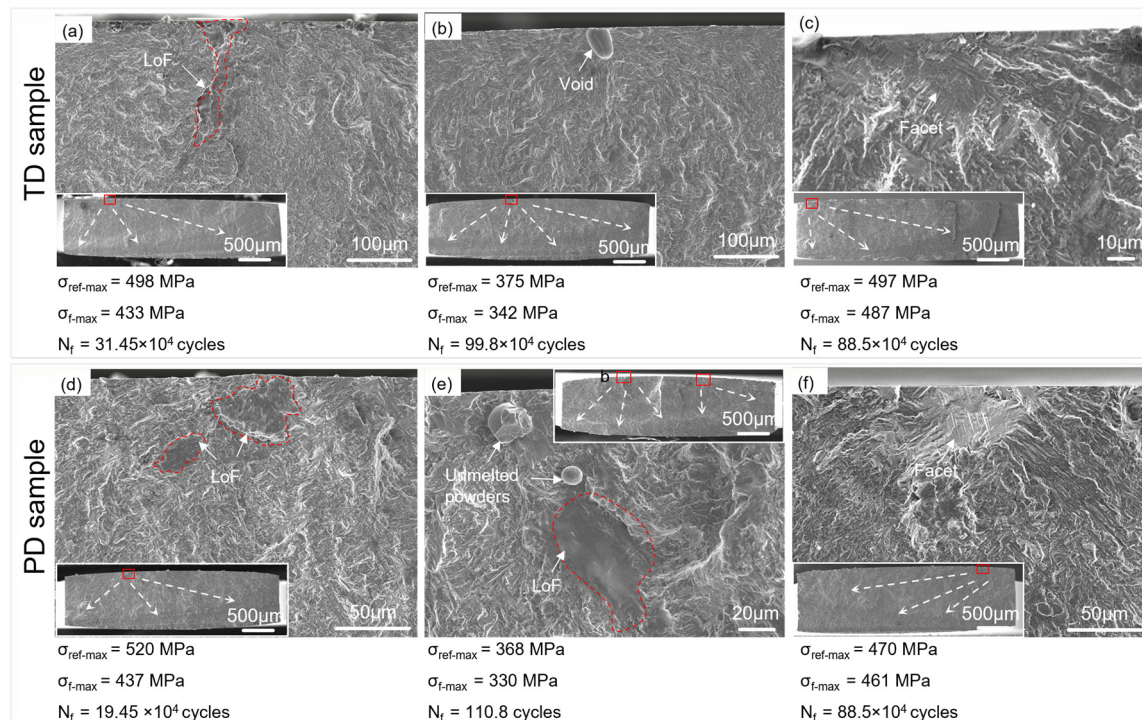 TD sample
(a)
LoF
500μm
100μm
σref-max = 498 MPa
σf-max = 433 MPa
Nf = 31.45×10⁴ cycles
(b)
Void
500μm
100μm
σref-max = 375 MPa
σf-max = 342 MPa
Nf = 99.8×10⁴ cycles
(c)
Facet
500μm
10μm
σref-max = 497 MPa
σf-max = 487 MPa
Nf = 88.5×10⁴ cycles
PD sample
(d)
LoF
500μm
50μm
σref-max = 520 MPa
σf-max = 437 MPa
Nf = 19.45 ×10⁴ cycles
(e)
b
500μm
Unmelted
powders
LoF
20μm
σref-max = 368 MPa
σf-max = 330 MPa
Nf = 110.8 cycles
(f)
Facet
500μm
50μm
σref-max = 470 MPa
σf-max = 461 MPa
Nf = 88.5×10⁴ cycles